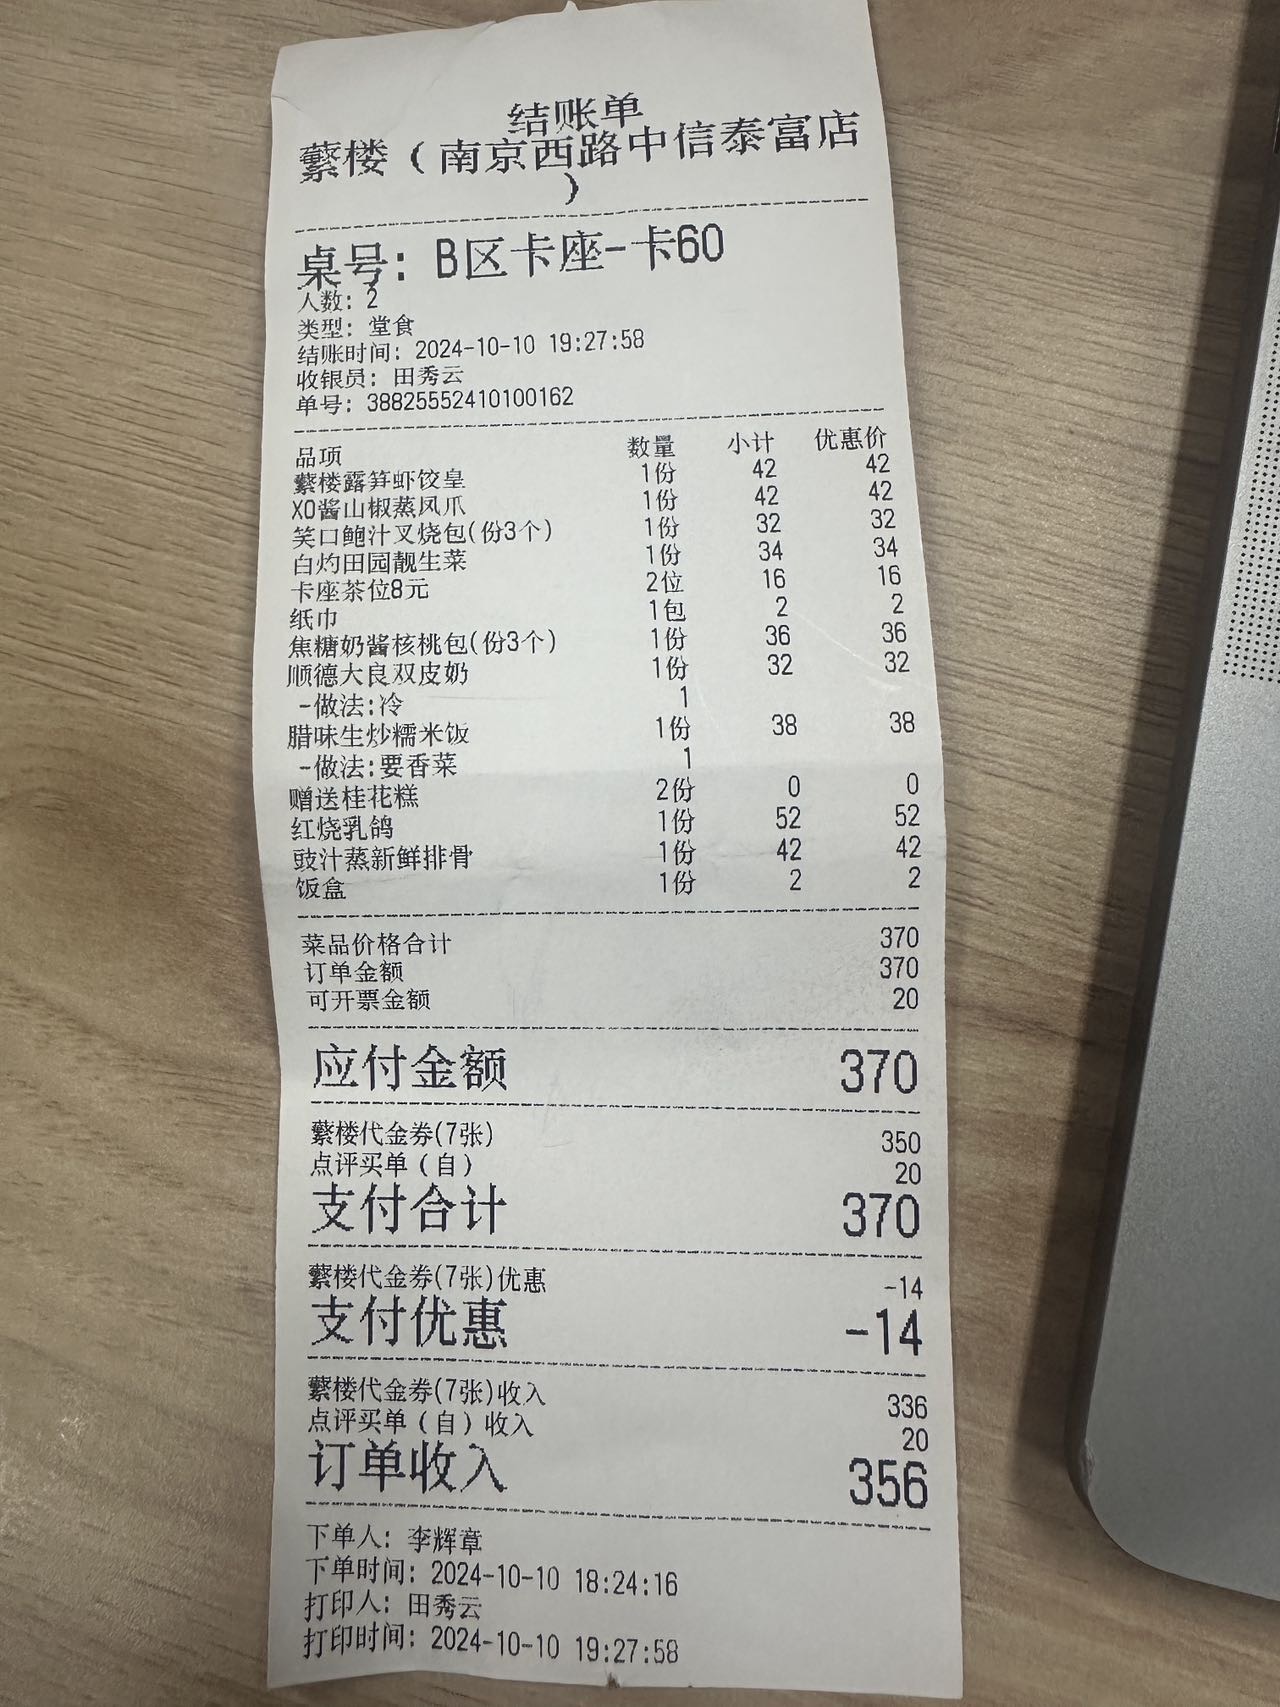 结账单
蘩楼（南京西路中信泰富店
）
桌号: B区卡座-卡60
人数: 2
类型: 堂食
结账时间: 2024-10-10 19:27:58
收银员: 田秀云
单号: 38825552410100162
品项 数量 小计 优惠价
蘩楼露笋虾饺皇 1份 42 42
XO酱山椒蒸凤爪 1份 42 42
笑口鲍汁叉烧包(份3个) 1份 32 32
白灼田园靓生菜 1份 34 34
卡座茶位8元 2位 16 16
纸巾 1包 2 2
焦糖奶酱核桃包(份3个) 1份 36 36
顺德大良双皮奶 1份 32 32
-做法:冷 1
腊味生炒糯米饭 1份 38 38
-做法:要香菜 1
赠送桂花糕 2份 0 0
红烧乳鸽 1份 52 52
豉汁蒸新鲜排骨 1份 42 42
饭盒 1份 2 2
菜品价格合计 370
订单金额 370
可开票金额 20
应付金额 370
蘩楼代金券(7张) 350
点评买单（自） 20
支付合计 370
蘩楼代金券(7张)优惠 -14
支付优惠 -14
蘩楼代金券(7张)收入 336
点评买单（自）收入 20
订单收入 356
下单人: 李辉章
下单时间: 2024-10-10 18:24:16
打印人: 田秀云
打印时间: 2024-10-10 19:27:58